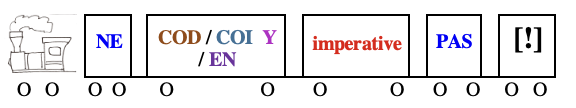 NE COD / COI Y / EN imperative PAS [!]
O O O O O O O O O O O O